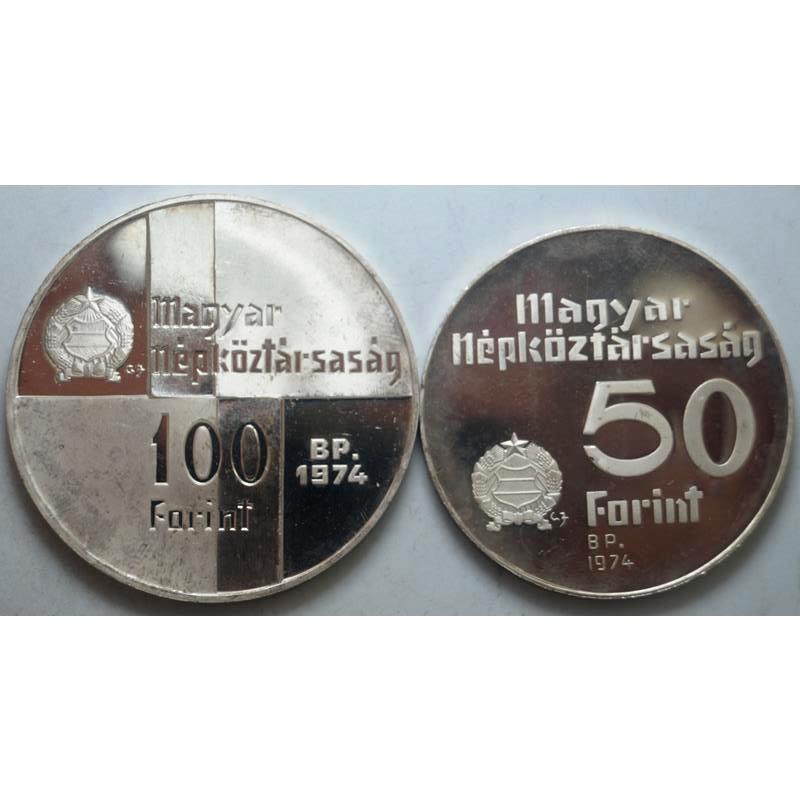 Magyar
Népköztársaság
100
Forint
BP.
1974
Magyar
Népköztársaság
50
Forint
BP.
1974